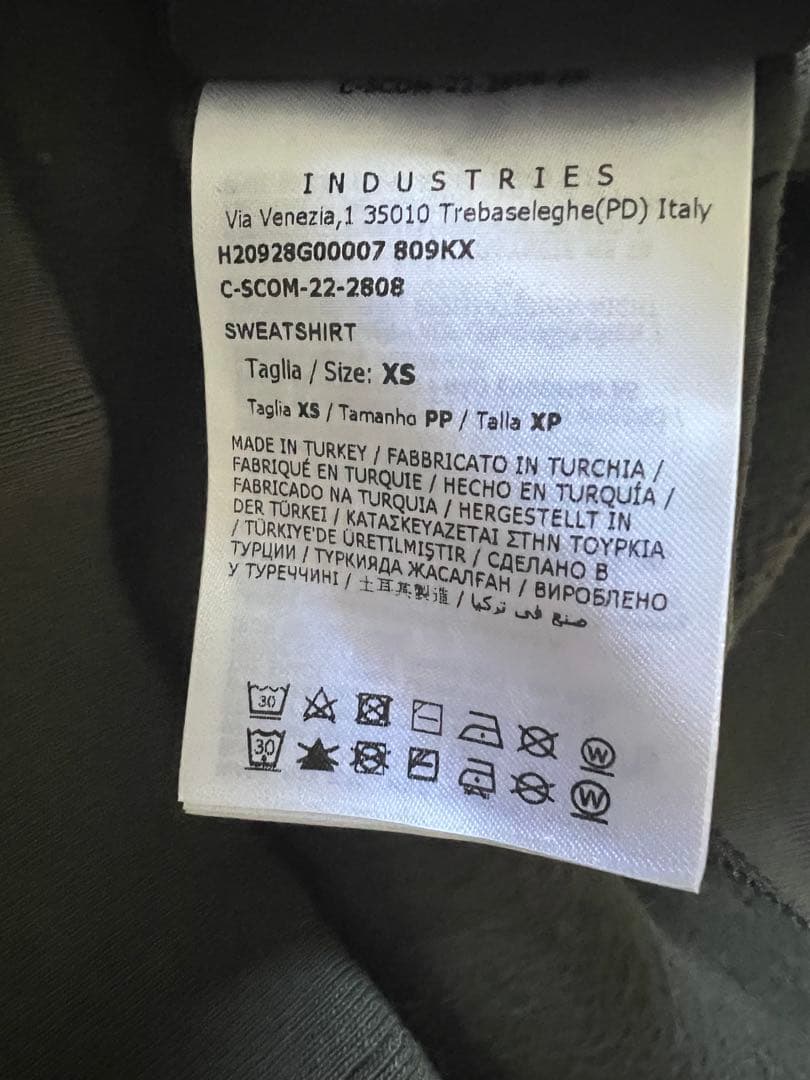 INDUSTRIES
Via Venezia,1 35010 Trebaseleghe(PD) Italy
H20928G00007 809KX
C-SCOM-22-2808
SWEATSHIRT
Taglia / Size: XS
Taglia XS / Tamanho PP / Talla XP
MADE IN TURKEY / FABBRICATO IN TURCHIA /
FABRIQUÉ EN TURQUIE / HECHO EN TURQUÍA /
FABRICADO NA TURQUIA / HERGESTELLT IN
DER TÜRKEI / ΚΑΤΑΣΚΕΥΑΖΕΤΑΙ ΣΤΗΝ ΤΟΥΡΚΙΑ
/ TÜRKIYE'DE ÜRETILMIŞTIR / СДЕЛАНО В
ТУРЦИИ / ТҮРКИЯДА ЖАСАЛҒАН / ВИРОБЛЕНО
У ТУРЕЧЧИНІ / 土耳其製造 / صنع في تركيا
30
W
30
W